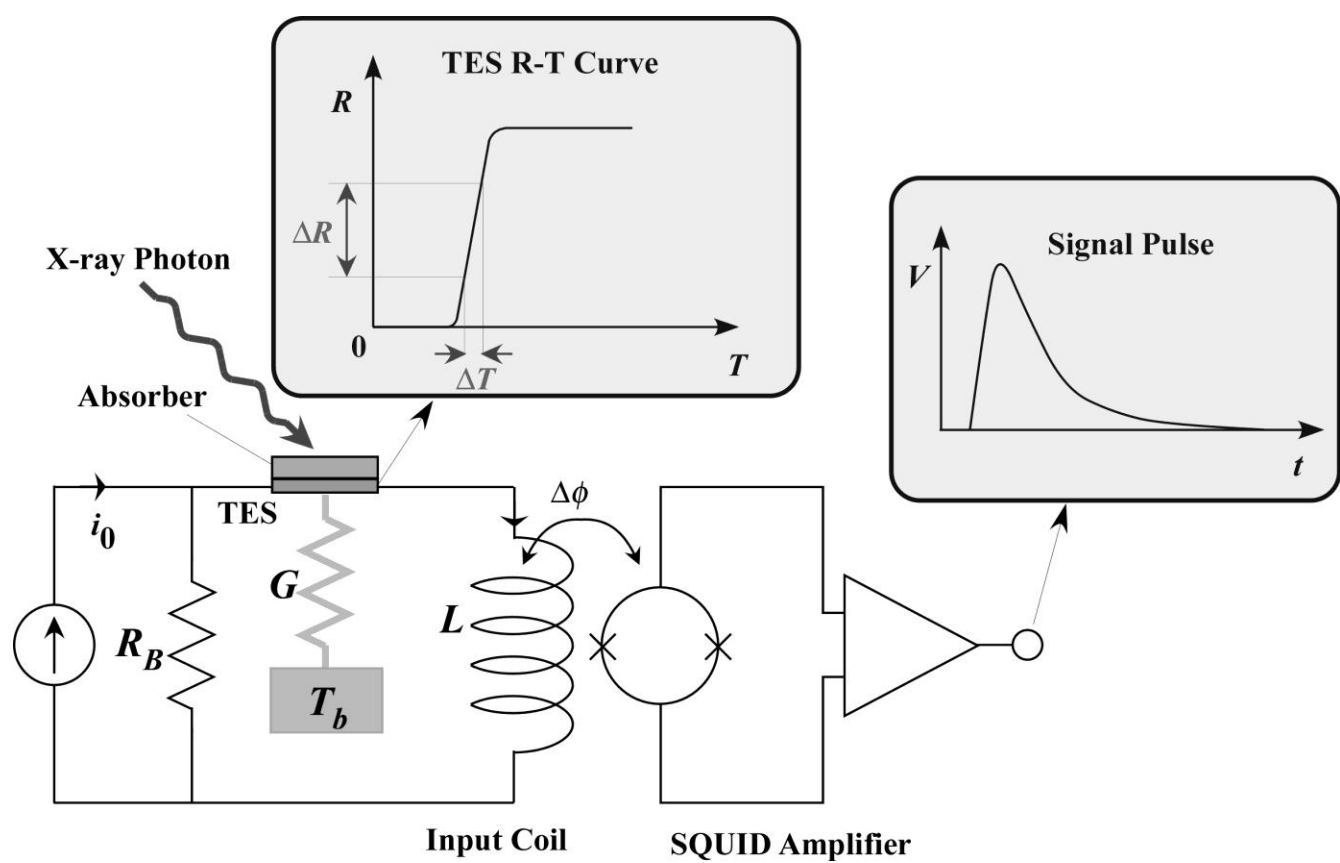 TES R-T Curve
R
ΔR
0
ΔT
T
X-ray Photon
Absorber
Signal Pulse
V
t
i0
TES
Δϕ
G
RB
L
Tb
Input Coil
SQUID Amplifier